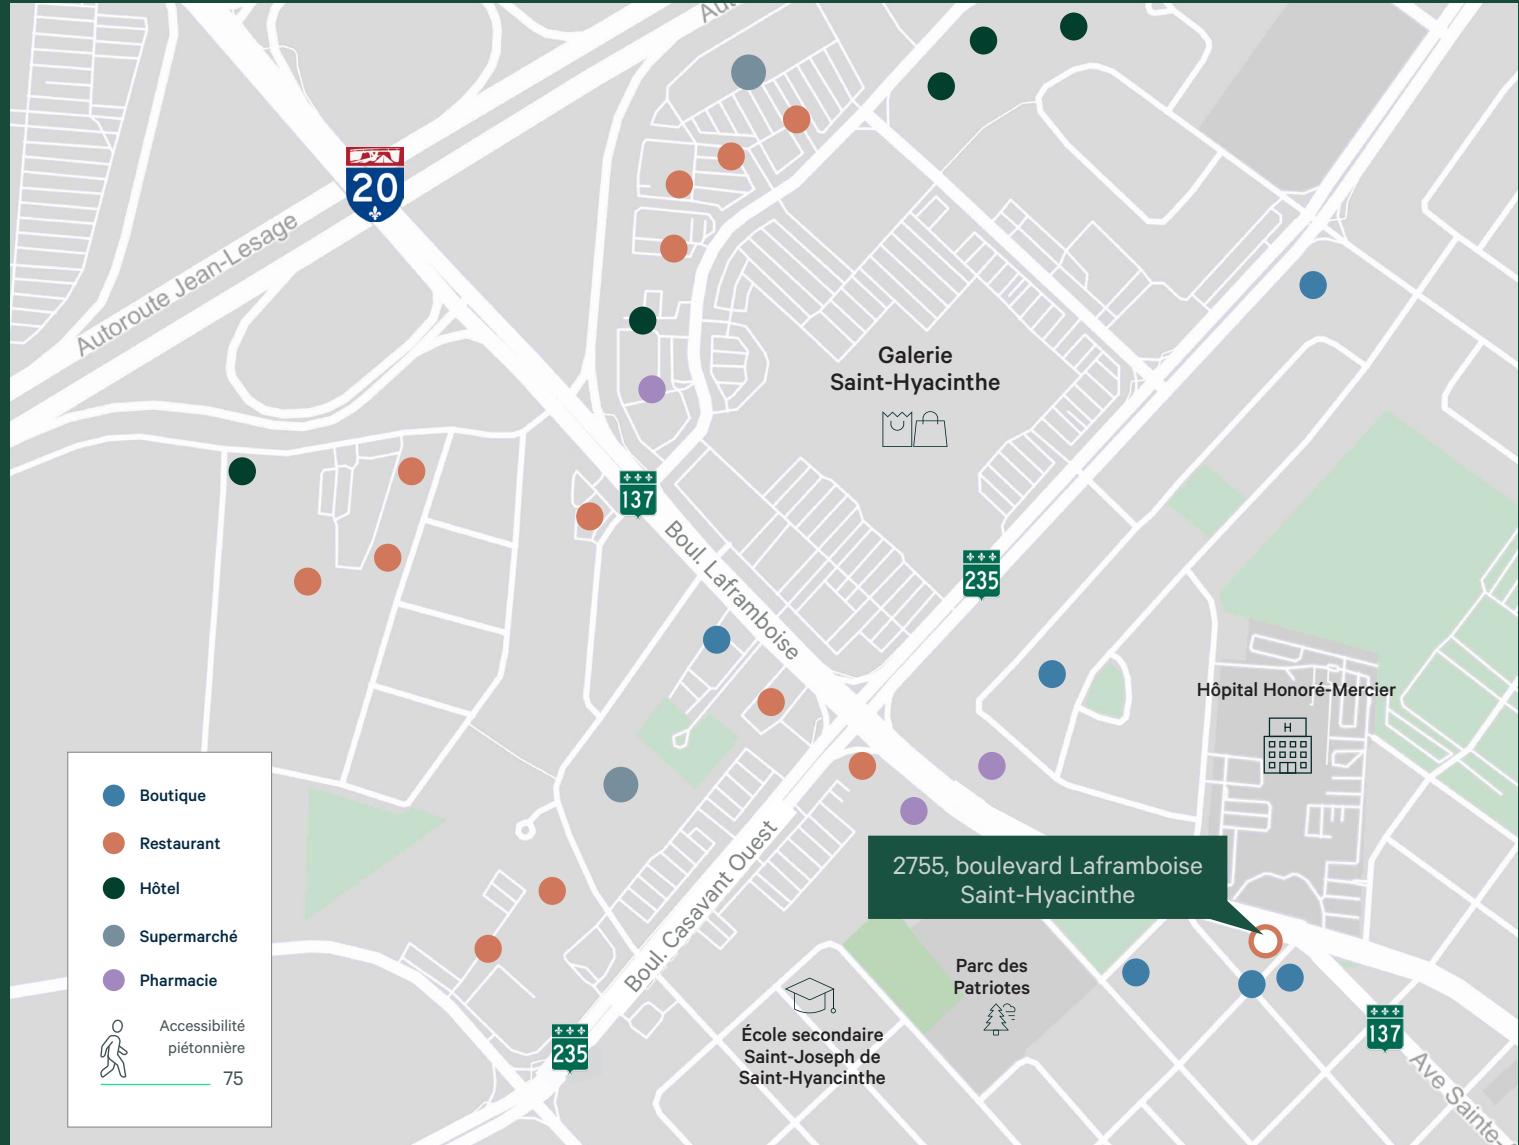 Au
20
Autoroute Jean-Lesage
Galerie
Saint-Hyacinthe
137
Boul. Laframboise
235
Hôpital Honoré-Mercier
H
Boutique
Restaurant
Hôtel
Supermarché
Pharmacie
Accessibilité
piétonnière
75
Boul. Casavant Ouest
2755, boulevard Laframboise
Saint-Hyacinthe
Parc des
Patriotes
École secondaire
Saint-Joseph de
Saint-Hyancinthe
235
137
Ave Sainte-